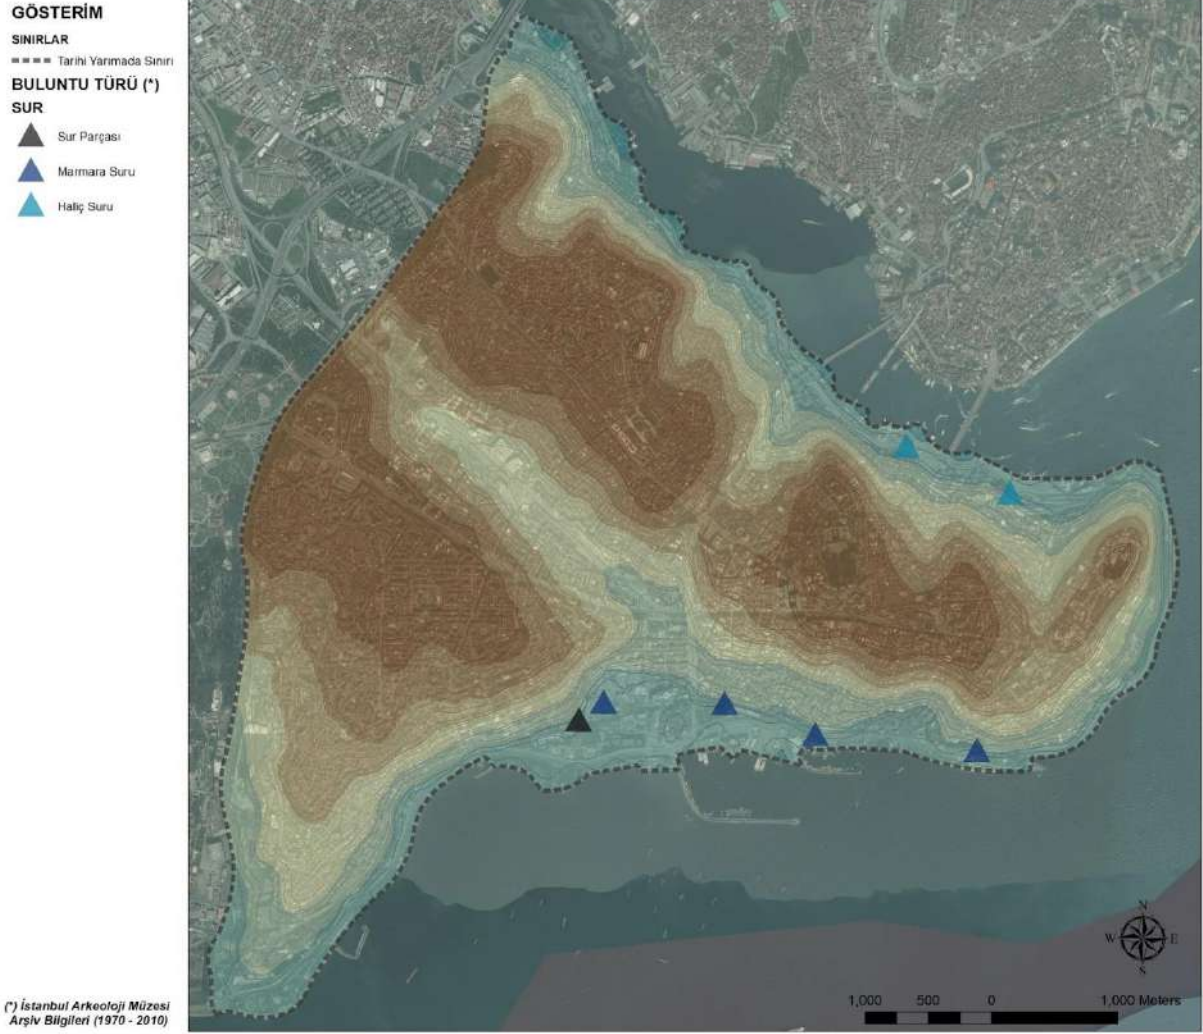 GÖSTERİM
SINIRLAR
Tarihi Yarımada Sınırı
BULUNTU TÜRÜ (*)
SUR
Sur Parçası
Marmara Suru
Haliç Suru
N
W E
S
1,000 500 0 1,000 Meters
(*) İstanbul Arkeoloji Müzesi
Arşiv Bilgileri (1970 - 2010)